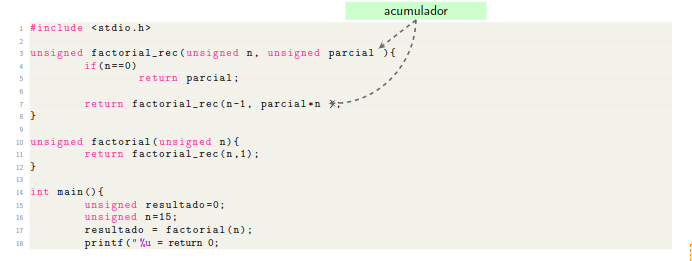 acumulador
1 #include <stdio.h>
2
3 unsigned factorial_rec(unsigned n, unsigned parcial ){
4 if(n==0)
5 return parcial;
6
7 return factorial_rec(n-1, parcial*n );
8 }
9
10 unsigned factorial(unsigned n){
11 return factorial_rec(n,1);
12 }
13
14 int main(){
15 unsigned resultado=0;
16 unsigned n=15;
17 resultado = factorial(n);
18 printf("%u = return 0;